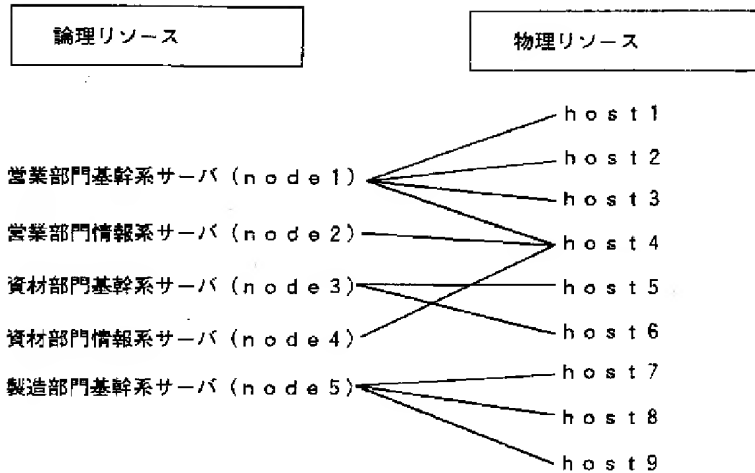 論理リソース
物理リソース
営業部門基幹系サーバ（node1）
営業部門情報系サーバ（node2）
資材部門基幹系サーバ（node3）
資材部門情報系サーバ（node4）
製造部門基幹系サーバ（node5）
host1
host2
host3
host4
host5
host6
host7
host8
host9